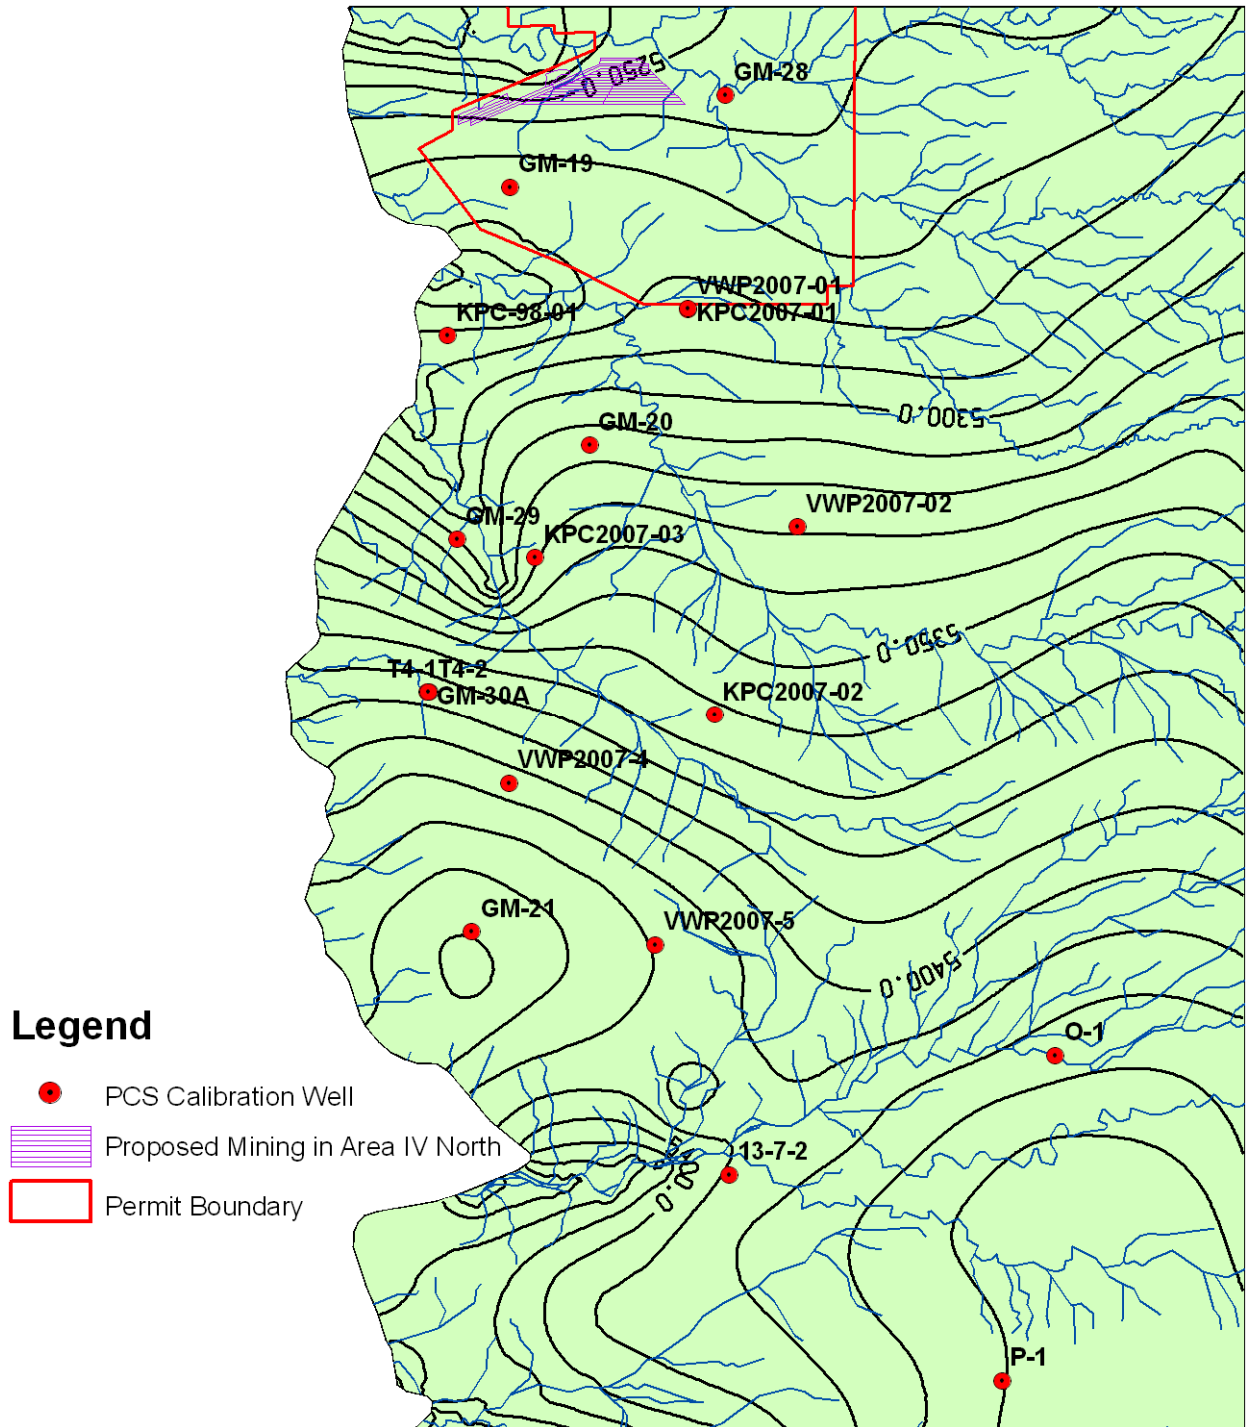 5250.0
GM-28
GM-19
VWP2007-01
KPC-98-01
KPC2007-01
5300.0
GM-20
VWP2007-02
GM-29
KPC2007-03
5350.0
T4-1T4-2
GM-30A
KPC2007-02
VWP2007-4
GM-21
VWP2007-5
5400.0
Legend
O-1
PCS Calibration Well
Proposed Mining in Area IV North
13-7-2
5400.0
Permit Boundary
P-1